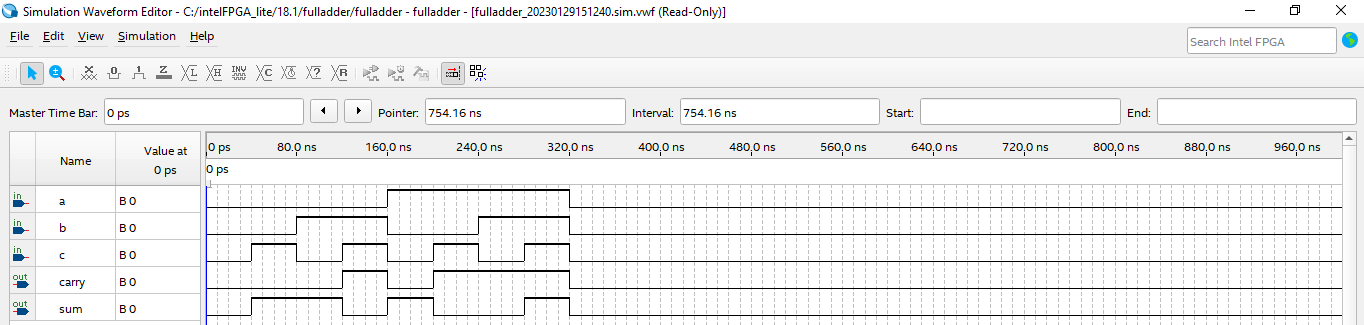 Simulation Waveform Editor - C:/intelFPGA_lite/18.1/fulladder/fulladder - fulladder - [fulladder_20230129151240.sim.vwf (Read-Only)]
File Edit View Simulation Help
Search Intel FPGA
Master Time Bar: 0 ps Pointer: 754.16 ns Interval: 754.16 ns Start: End:
Name Value at 0 ps
0 ps 80.0 ns 160.0 ns 240.0 ns 320.0 ns 400.0 ns 480.0 ns 560.0 ns 640.0 ns 720.0 ns 800.0 ns 880.0 ns 960.0 ns
0 ps
in a B 0
in b B 0
in c B 0
out carry B 0
out sum B 0